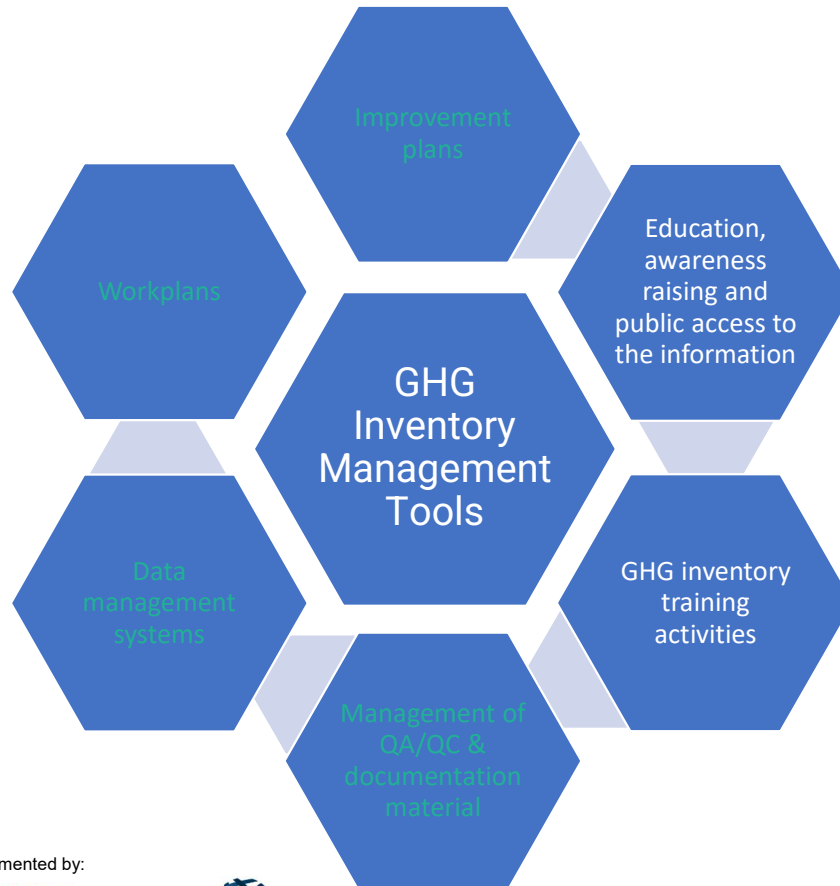 Improvement
plans
Education,
awareness
raising and
public access to
the information
Workplans
GHG
Inventory
Management
Tools
Data
management
systems
GHG inventory
training
activities
Management of
QA/QC &
documentation
material
mented by: